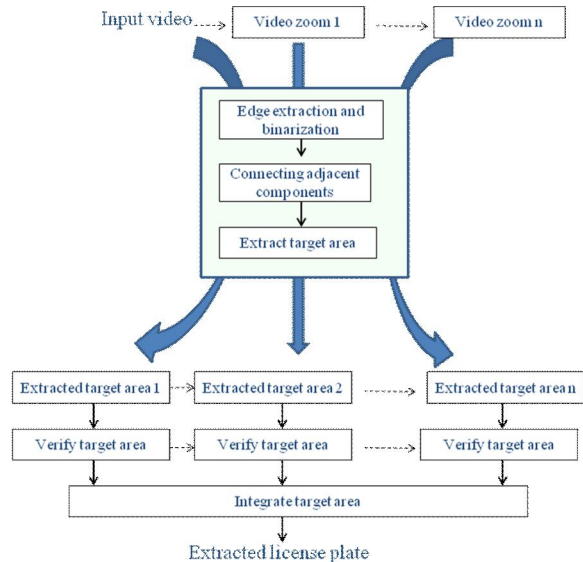 Input video
Video zoom 1
Video zoom n
Edge extraction and
binarization
Connecting adjacent
components
Extract target area
Extracted target area 1
Extracted target area 2
Extracted target area n
Verify target area
Verify target area
Verify target area
Integrate target area
Extracted license plate